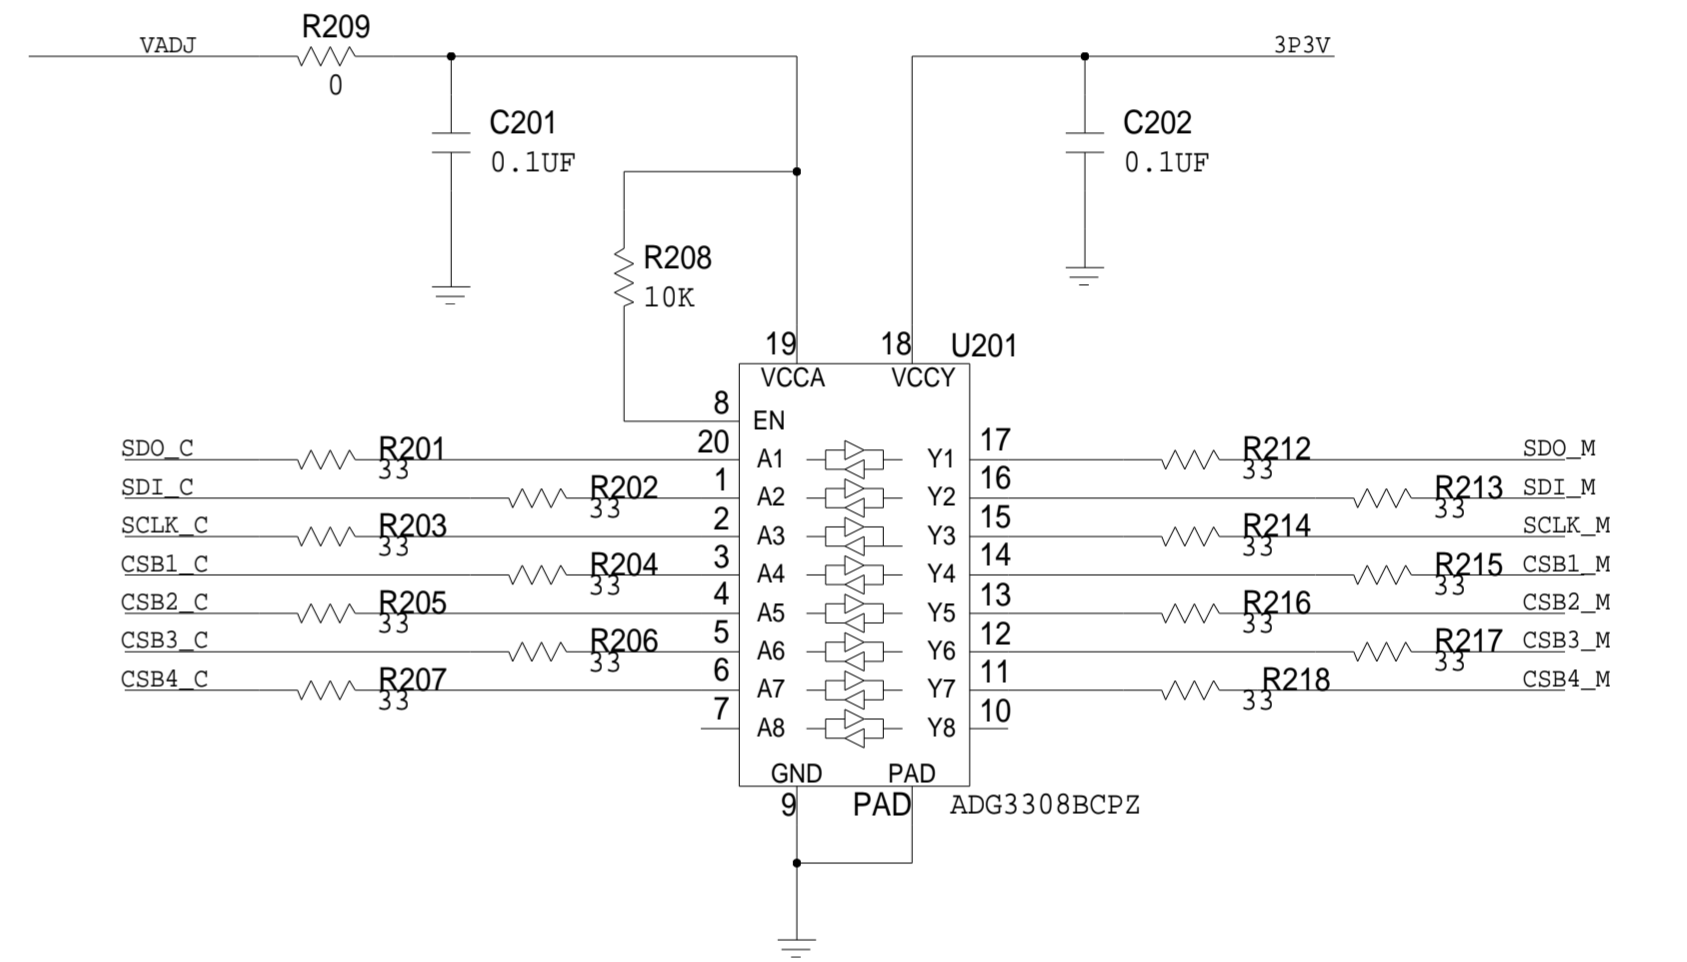 R209
VADJ
3P3V
0
C201
C202
0.1UF
0.1UF
R208
10K
19
18
U201
VCCA
VCCY
8
EN
SDO_C
R201
33
20
A1
Y1
17
R212
33
SDO_M
SDI_C
R202
33
1
A2
Y2
16
R213
33
SDI_M
SCLK_C
R203
33
2
A3
Y3
15
R214
33
SCLK_M
CSB1_C
R204
33
3
A4
Y4
14
R215
33
CSB1_M
CSB2_C
R205
33
4
A5
Y5
13
R216
33
CSB2_M
CSB3_C
R206
33
5
A6
Y6
12
R217
33
CSB3_M
CSB4_C
R207
33
6
A7
Y7
11
R218
33
CSB4_M
7
A8
Y8
10
GND
PAD
9
PAD
ADG3308BCPZ